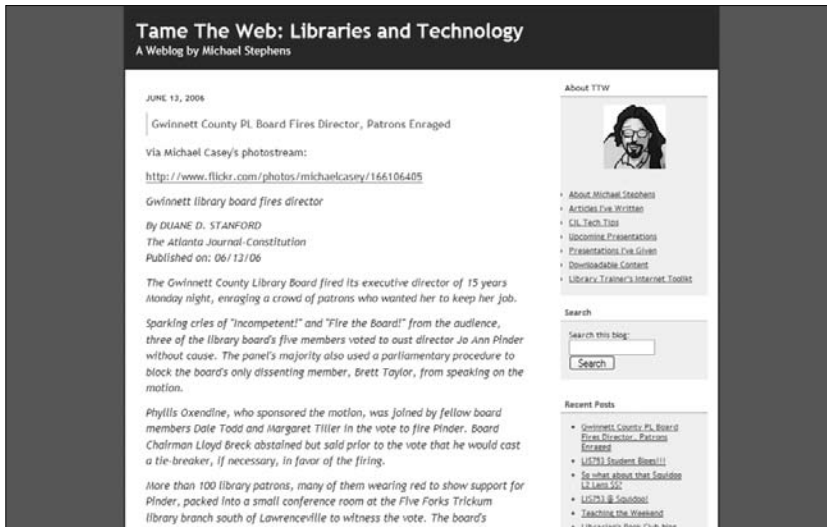 Tame The Web: Libraries and Technology
A Weblog by Michael Stephens
JUNE 13, 2006
Gwinnett County PL Board Fires Director, Patrons Enraged
Via Michael Casey's photostream:
http://www.flickr.com/photos/michaelcasey/166106405
Gwinnett library board fires director
By DUANE D. STANFORD
The Atlanta Journal-Constitution
Published on: 06/13/06
The Gwinnett County Library Board fired its executive director of 15 years
Monday night, enraging a crowd of patrons who wanted her to keep her job.
Sparking cries of "Incompetent!" and "Fire the Board!" from the audience,
three of the library board's five members voted to oust director Jo Ann Pinder
without cause. The panel's majority also used a parliamentary procedure to
block the board's only dissenting member, Brett Taylor, from speaking on the
motion.
Phyllis Oxendine, who sponsored the motion, was joined by fellow board
members Dale Todd and Margaret Tiller in the vote to fire Pinder. Board
Chairman Lloyd Breck abstained but said prior to the vote that he would cast
a tie-breaker, if necessary, in favor of the firing.
More than 100 library patrons, many of them wearing red to show support for
Pinder, packed into a small conference room at the Five Forks Trickum
library branch south of Lawrenceville to witness the vote. The board's
About TTW
About Michael Stephens
Articles I've Written
CIL Tech Tips
Upcoming Presentations
Presentations I've Given
Downloadable Content
Library Trainer's Internet Toolkit
Search
Search this blog:
Search
Recent Posts
Gwinnett County PL Board
Fires Director, Patrons
Enraged
LIS753 Student Blogs!!!
So what about that Squidoo
L2 Lens SS?
LIS753 @ Squidoo!
Teaching the Weekend